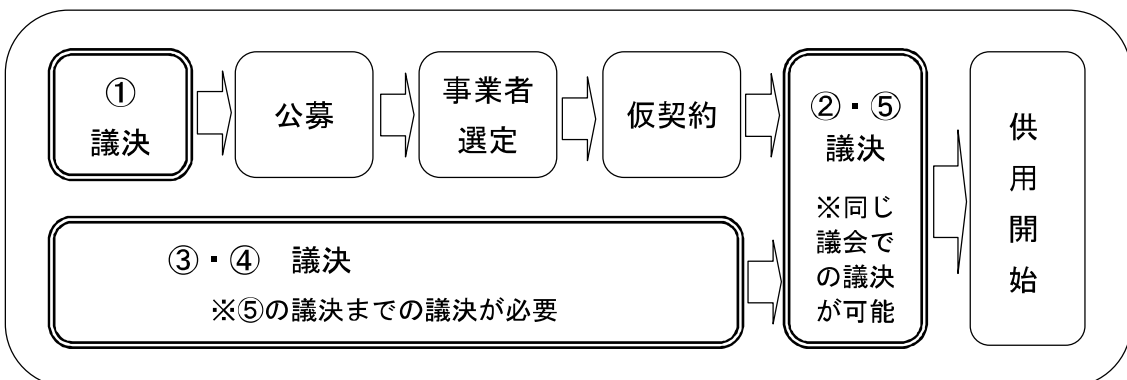 ①
議決
公募
事業者
選定
仮契約
②・⑤
議決
※同じ
議会で
の議決
が可能
供
用
開
始
③・④　議決
※⑤の議決までの議決が必要